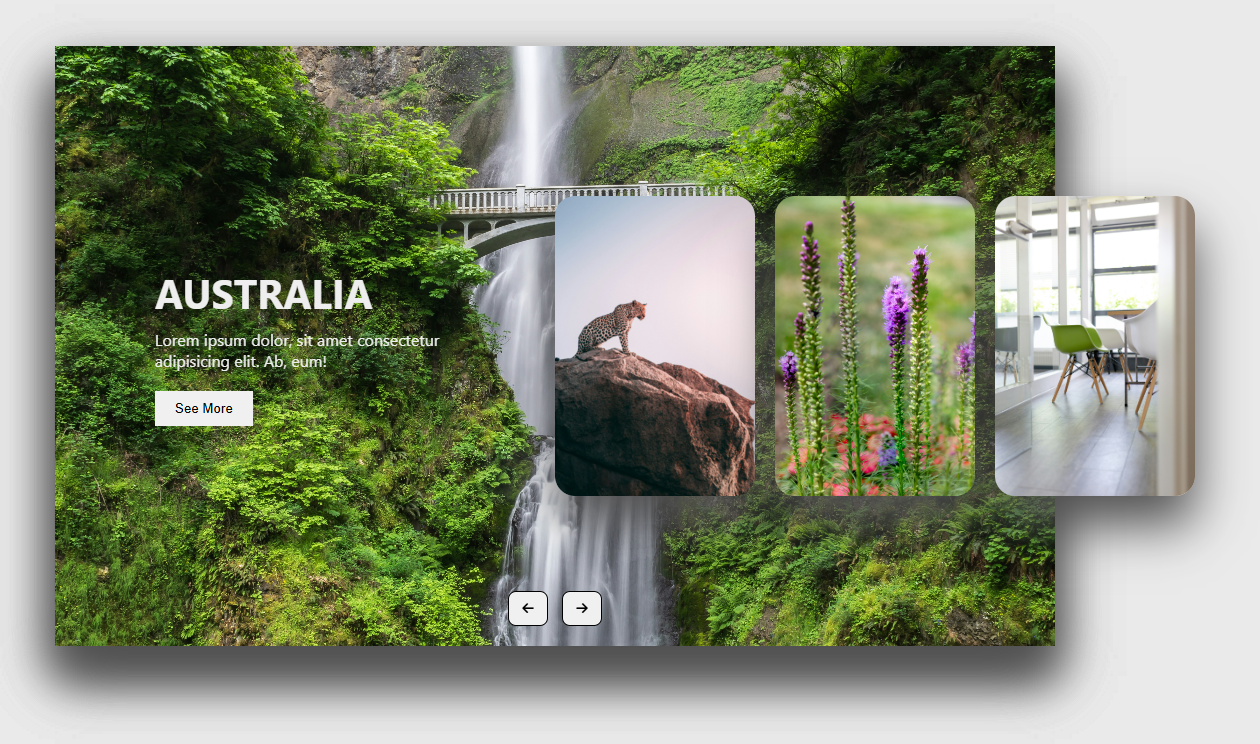 AUSTRALIA
Lorem ipsum dolor, sit amet consectetur
adipisicing elit. Ab, eum!
See More